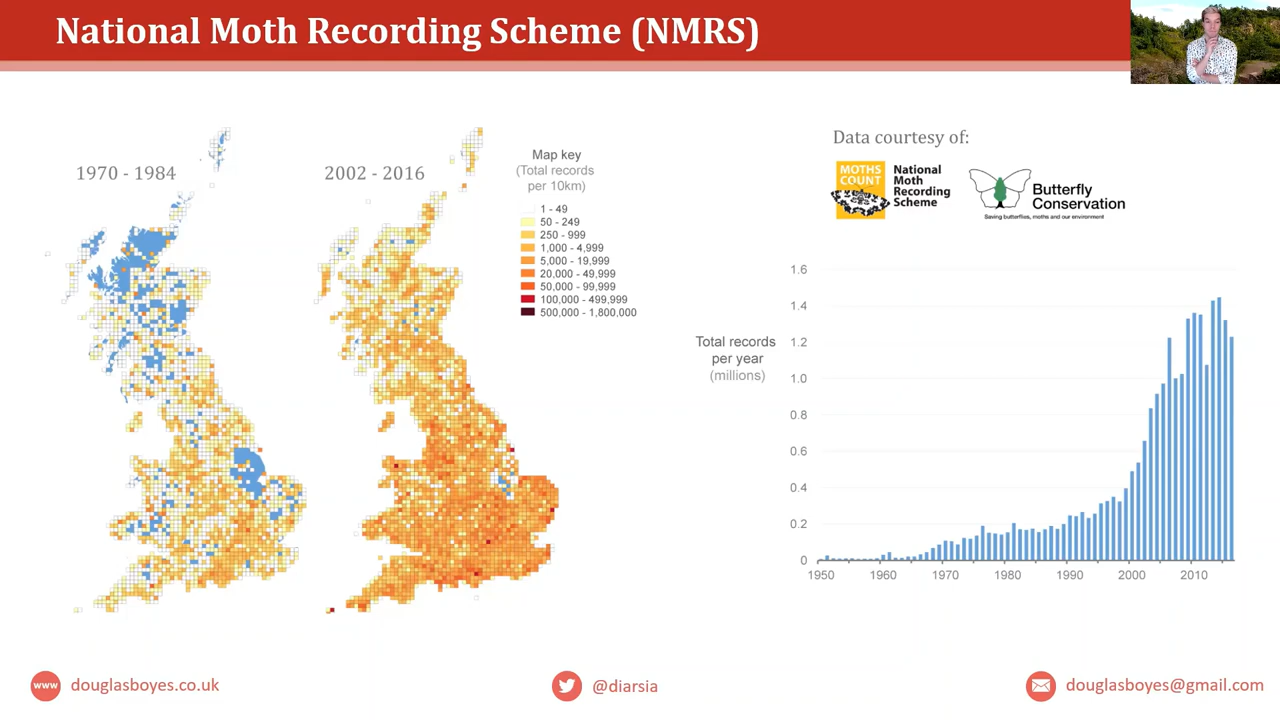 National Moth Recording Scheme (NMRS)
1970 - 1984
2002 - 2016
Map key
(Total records
per 10km)
1 - 49
50 - 249
250 - 999
1,000 - 4,999
5,000 - 19,999
20,000 - 49,999
50,000 - 99,999
100,000 - 499,999
500,000 - 1,800,000
Data courtesy of:
MOTHS
COUNT
National
Moth
Recording
Scheme
Butterfly
Conservation
Saving butterflies, moths and our environment
Total records
per year
(millions)
1.6
1.4
1.2
1.0
0.8
0.6
0.4
0.2
0
1950
1960
1970
1980
1990
2000
2010
www
douglasboyes.co.uk
@diarsia
douglasboyes@gmail.com